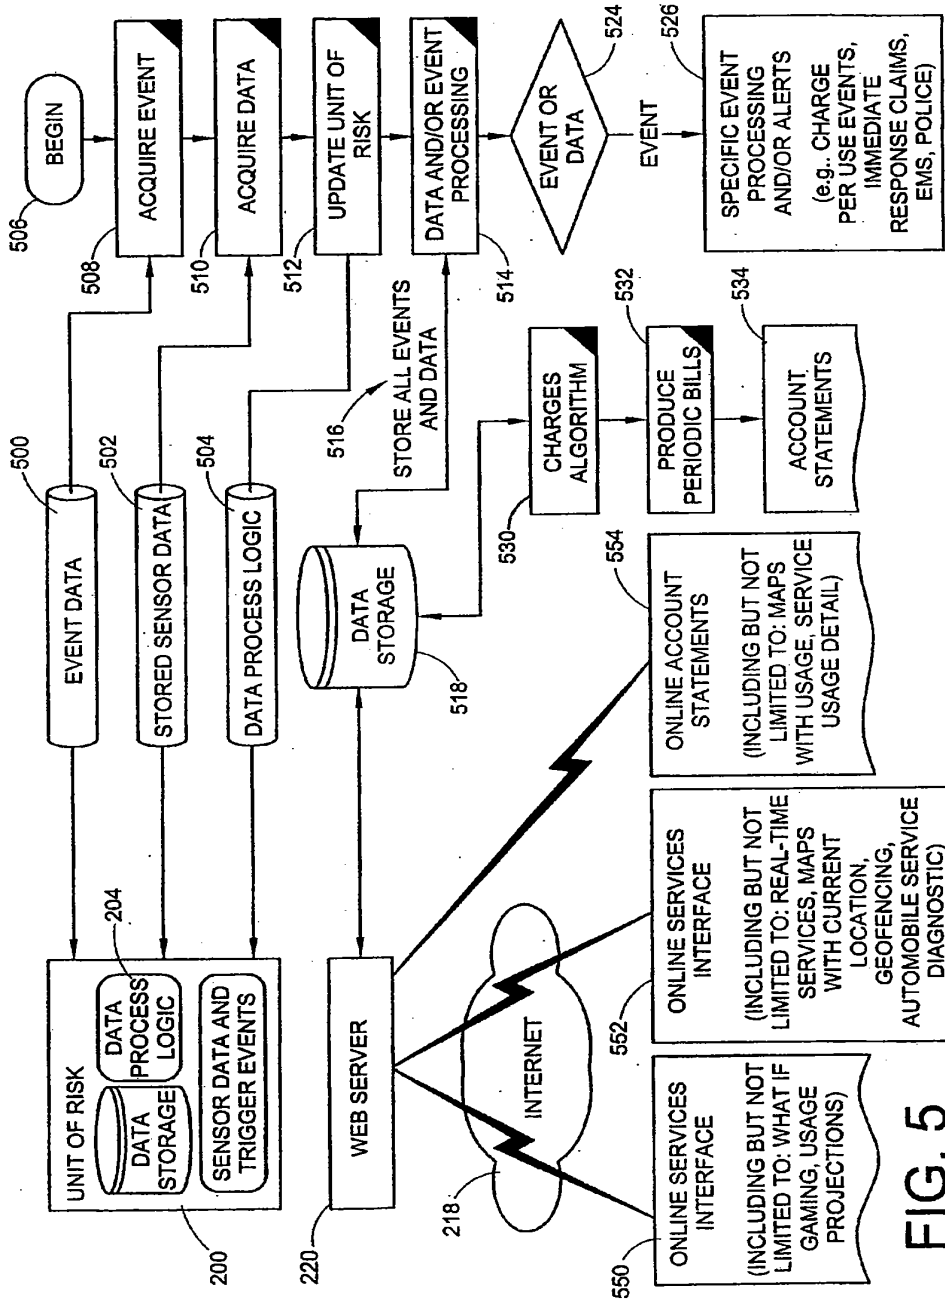 506
BEGIN
508
ACQUIRE EVENT
510
ACQUIRE DATA
512
UPDATE UNIT OF
RISK
514
DATA AND/OR EVENT
PROCESSING
524
EVENT OR
DATA
EVENT
526
SPECIFIC EVENT
PROCESSING
AND/OR ALERTS
(e.g.. CHARGE
PER USE EVENTS,
IMMEDIATE
RESPONSE CLAIMS,
EMS, POLICE)
500
EVENT DATA
502
STORED SENSOR DATA
504
DATA PROCESS LOGIC
516
STORE ALL EVENTS
AND DATA
DATA
STORAGE
518
530
CHARGES
ALGORITHM
532
PRODUCE
PERIODIC BILLS
534
ACCOUNT
STATEMENTS
UNIT OF RISK
204
DATA
STORAGE
DATA
PROCESS
LOGIC
SENSOR DATA AND
TRIGGER EVENTS
200
WEB SERVER
220
INTERNET
218
550
ONLINE SERVICES
INTERFACE
(INCLUDING BUT NOT
LIMITED TO: WHAT IF
GAMING, USAGE
PROJECTIONS)
552
ONLINE SERVICES
INTERFACE
(INCLUDING BUT NOT
LIMITED TO: REAL-TIME
SERVICES, MAPS
WITH CURRENT
LOCATION,
GEOFENCING,
AUTOMOBILE SERVICE
DIAGNOSTIC)
554
ONLINE ACCOUNT
STATEMENTS
(INCLUDING BUT NOT
LIMITED TO: MAPS
WITH USAGE, SERVICE
USAGE DETAIL)
FIG. 5